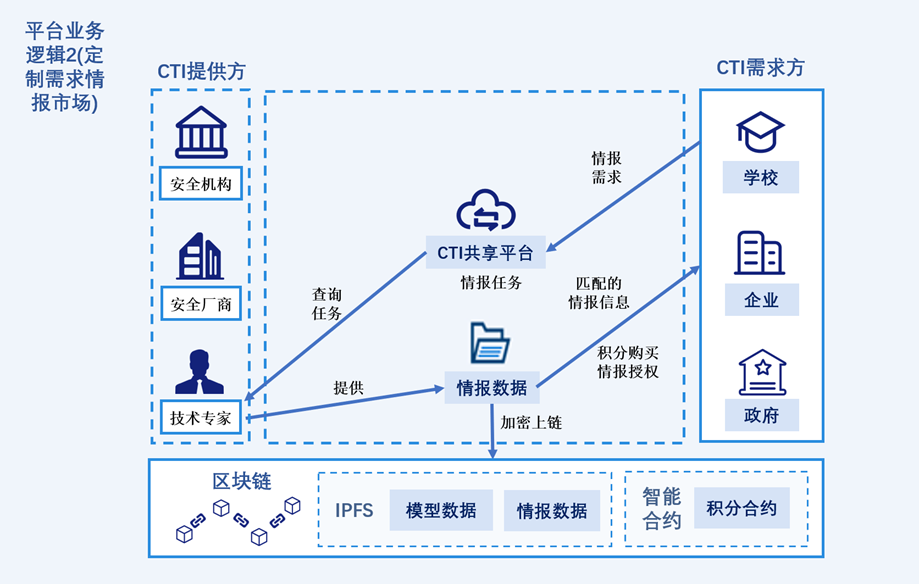 平台业务
逻辑2(定
制需求情
报市场)
CTI提供方
CTI需求方
安全机构
安全厂商
技术专家
情报
需求
CTI共享平台
情报任务
查询
任务
匹配的
情报信息
提供
情报数据
积分购买
情报授权
加密上链
学校
企业
政府
区块链
IPFS
模型数据
情报数据
智能
合约
积分合约